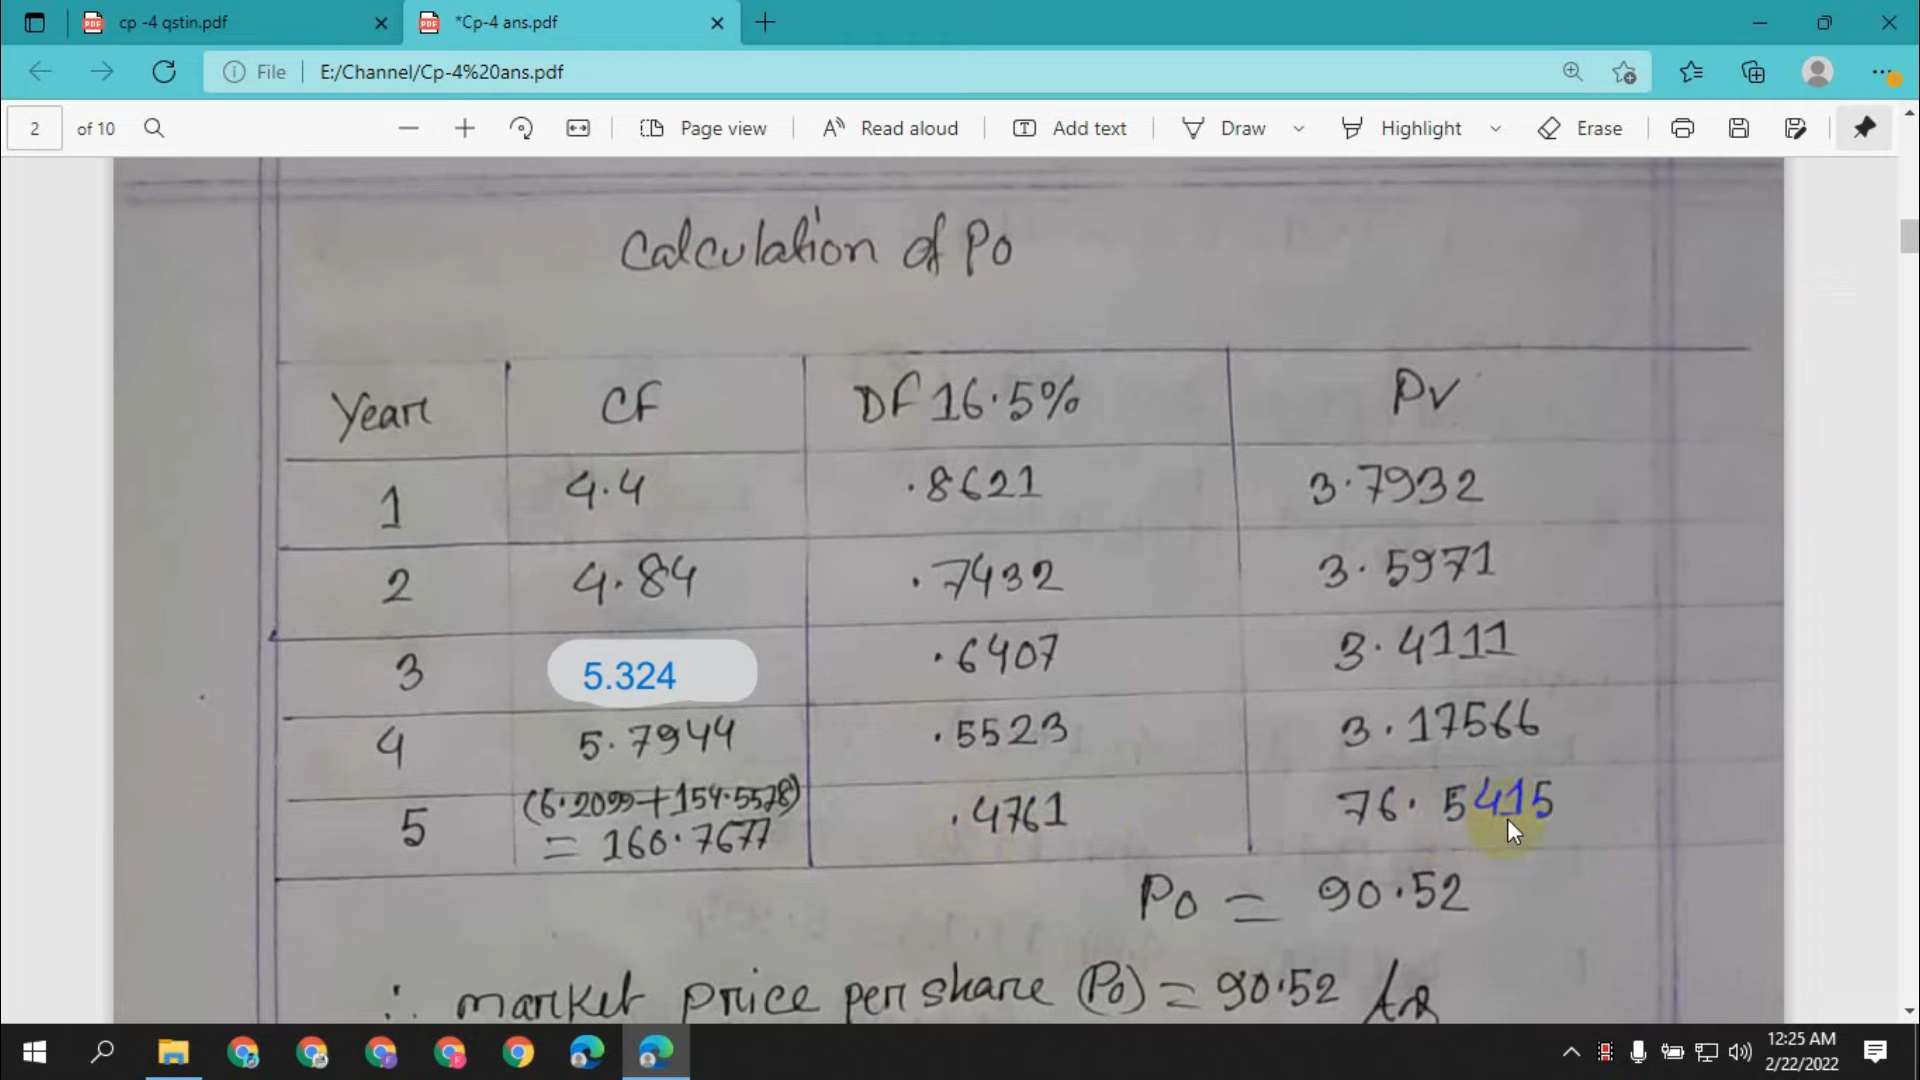 cp -4 qstin.pdf
*Cp-4 ans.pdf
File
E:/Channel/Cp-4%20ans.pdf
2 of 10
Page view
Read aloud
Add text
Draw
Highlight
Erase
Calculation of Po
Year CF DF 16.5% PV
1 4.4 .8621 3.7932
2 4.84 .7432 3.5971
3 5.324 .6407 3.4111
4 5.7944 .5523 3.17566
5 (6.2099+154.5578) = 160.7677 .4761 76.5415
Po = 90.52
∴ market price per share (Po) = 90.52
12:25 AM
2/22/2022